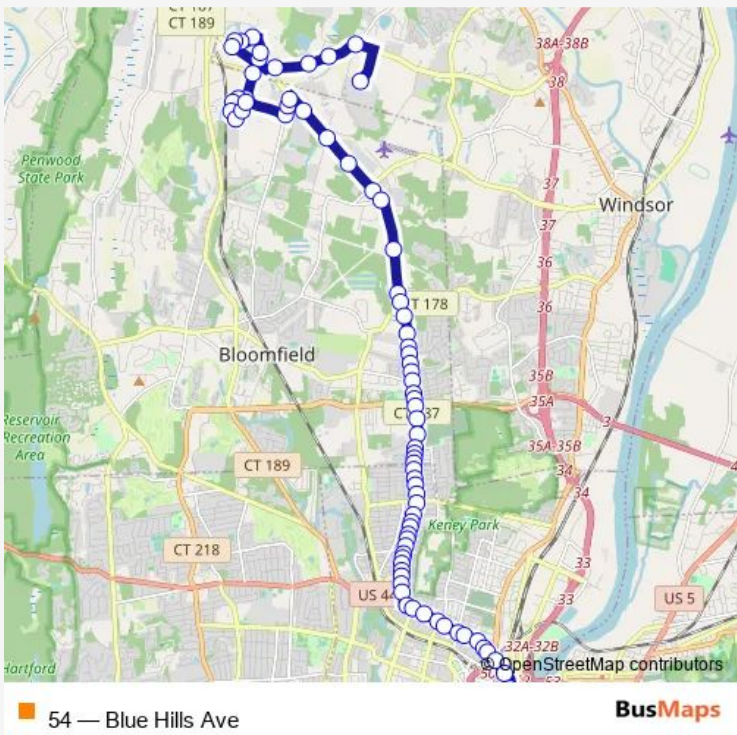 CT 189
38A-38B
38
Penwood
State Park
37
Windsor
37
36
T 178
36
Bloomfield
35B
35A
CT
37
3
Reservoir
Recreation
Area
35A-35B
4
CT 189
34
34
Keney Park
CT 218
33
US 44
33
US 5
32A-32B
Hartford
© OpenStreetMap contributors
54 — Blue Hills Ave
BusMaps